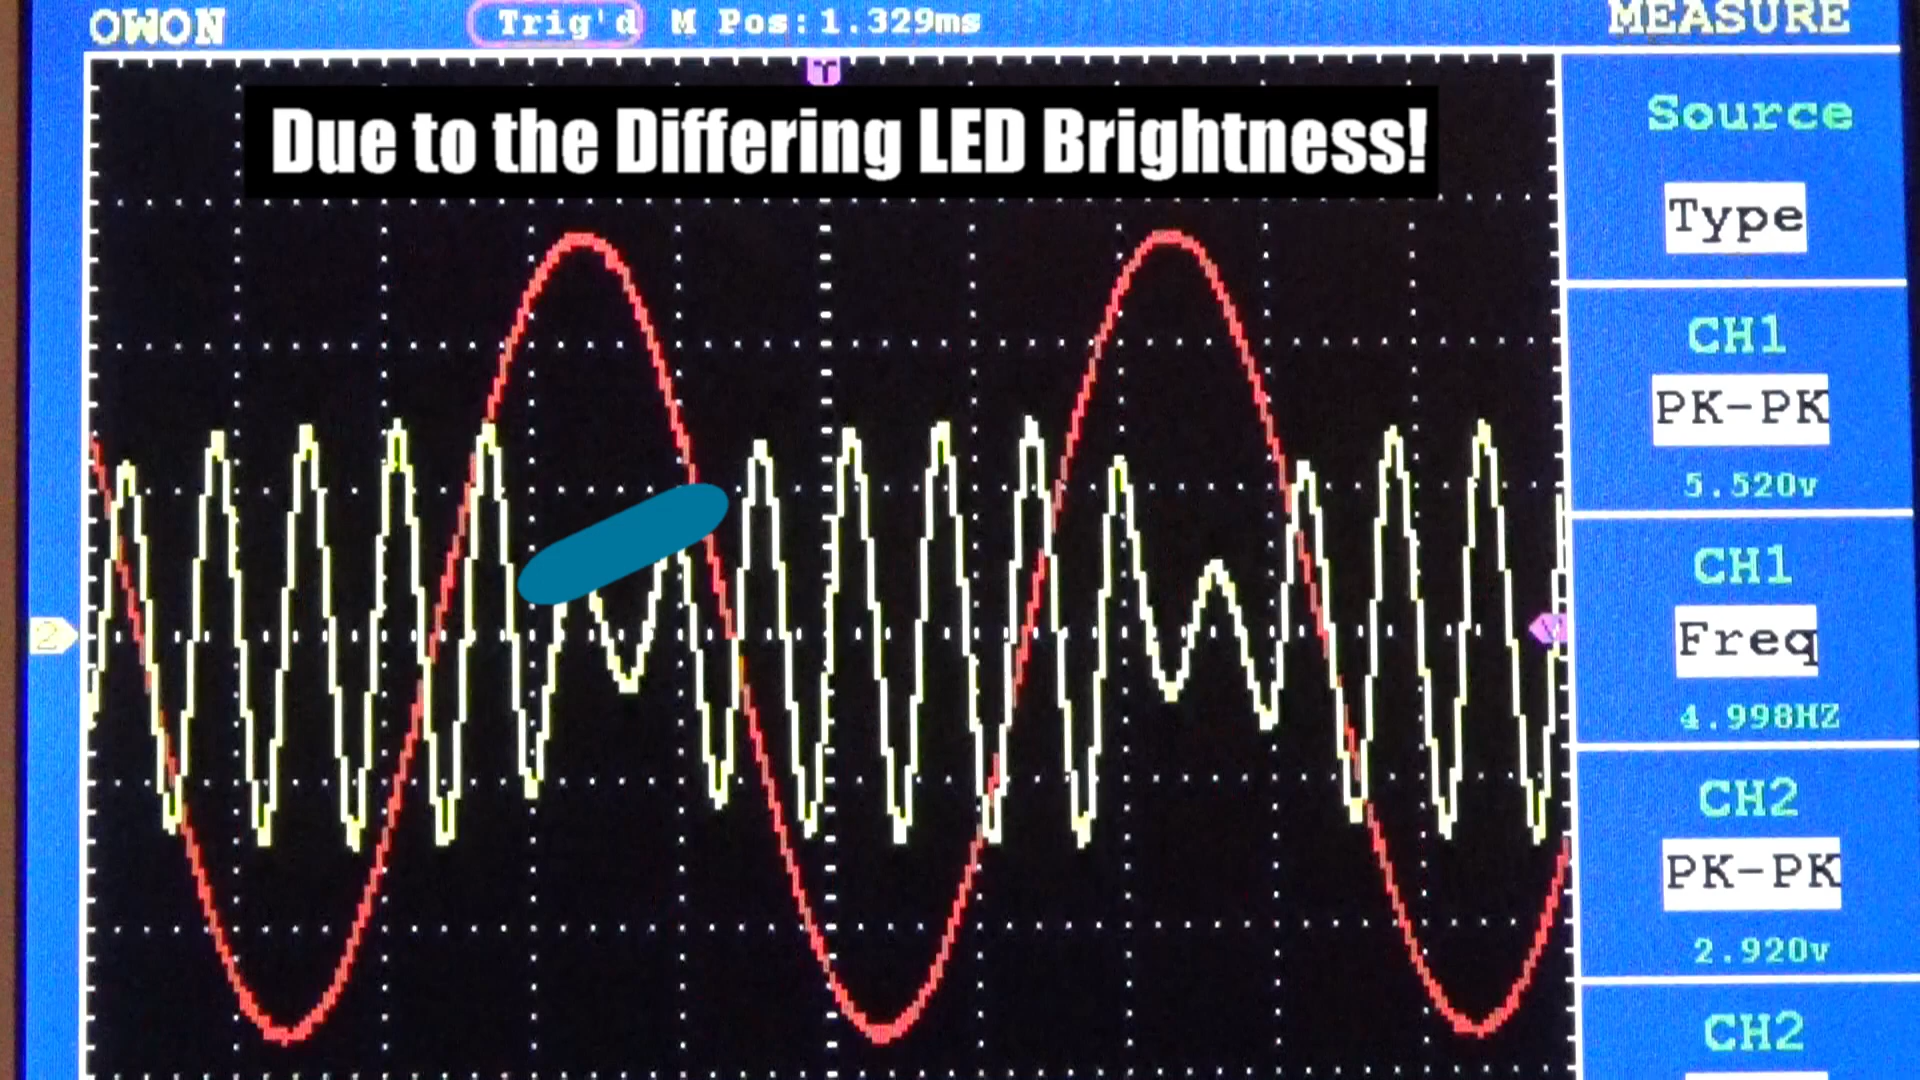 OWON Trig'd M Pos:1.329ms MEASURE
T
Due to the Differing LED Brightness!
Source
Type
CH1
PK-PK
5.520v
CH1
Freq
4.998HZ
2
CH2
PK-PK
2.920v
CH2